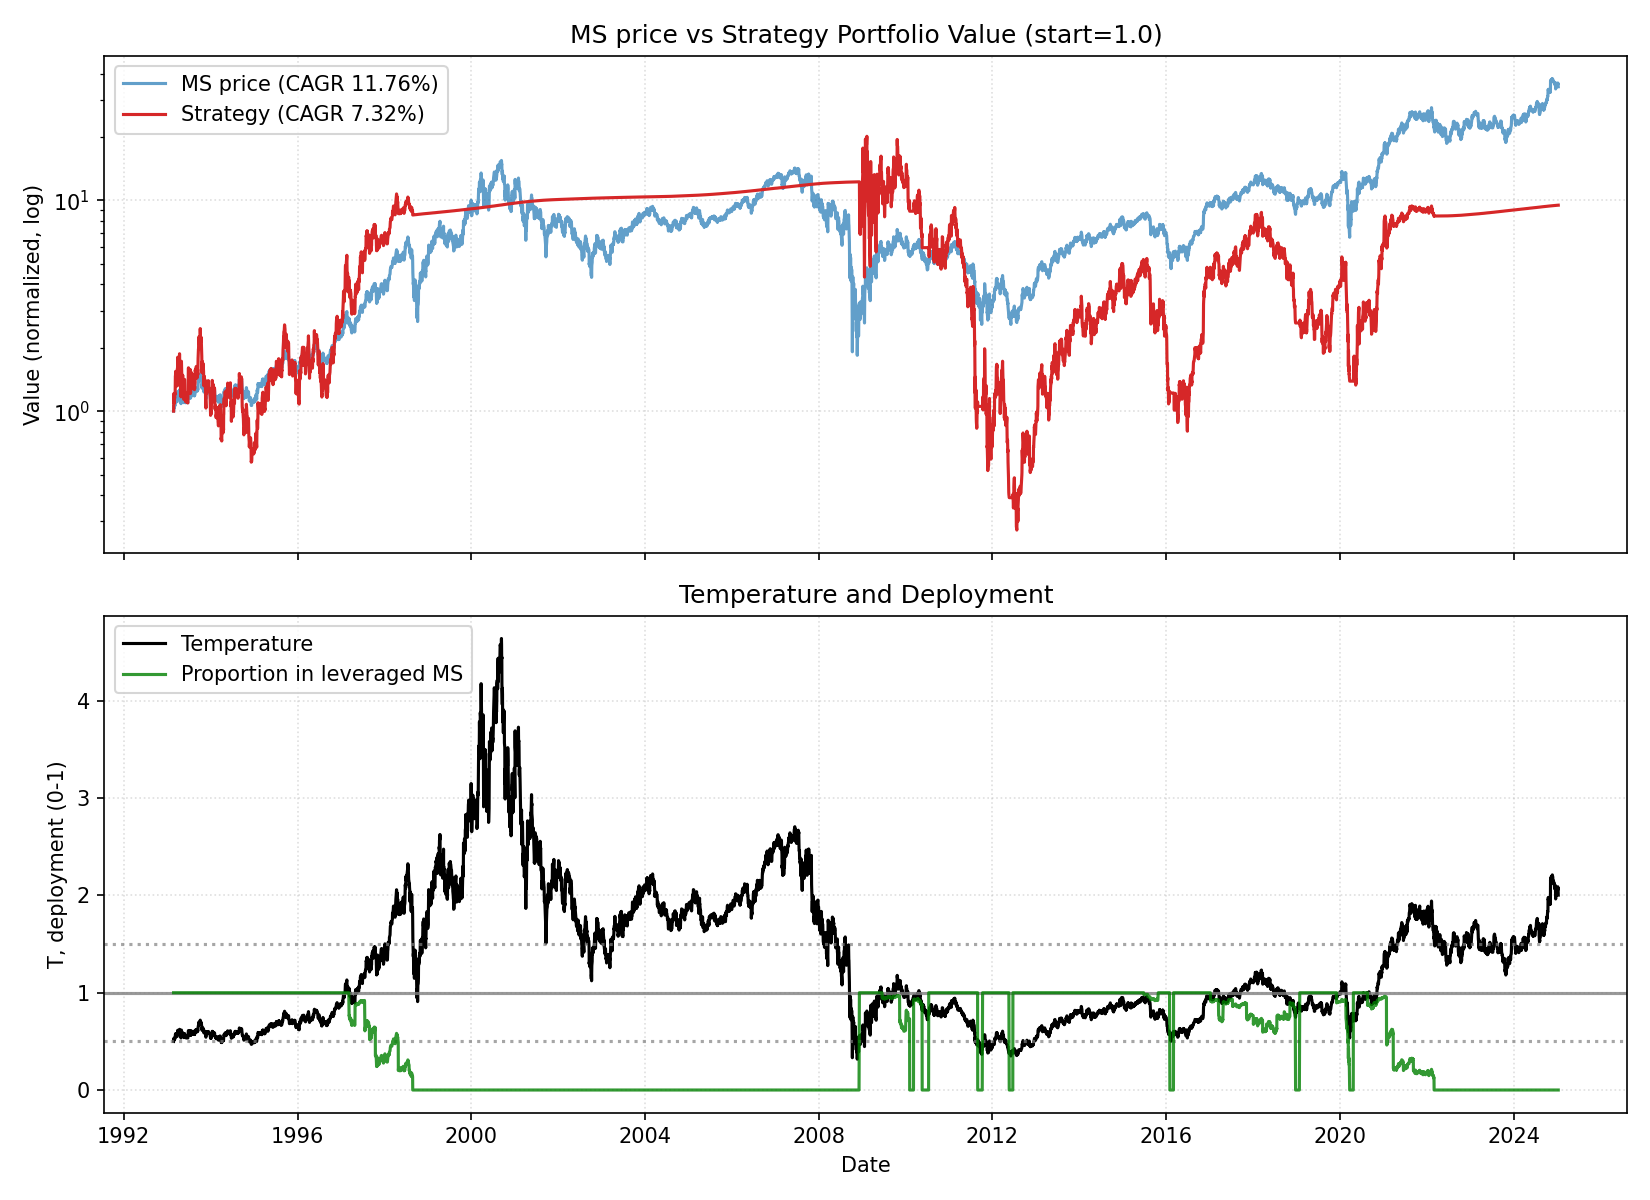 MS price vs Strategy Portfolio Value (start=1.0)
MS price (CAGR 11.76%)
Strategy (CAGR 7.32%)
Value (normalized, log)
10¹
10⁰
Temperature and Deployment
Temperature
Proportion in leveraged MS
T, deployment (0-1)
4
3
2
1
0
1992 1996 2000 2004 2008 2012 2016 2020 2024
Date